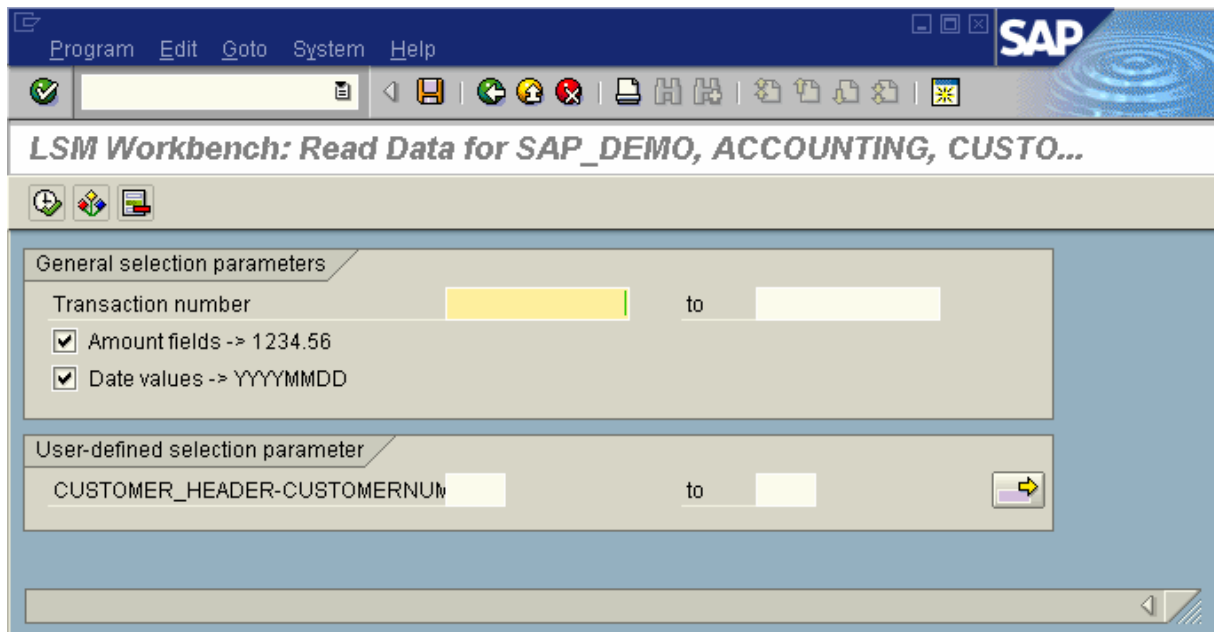 Program Edit Goto System Help
SAP
LSM Workbench: Read Data for SAP_DEMO, ACCOUNTING, CUSTO...
General selection parameters
Transaction number to
Amount fields -> 1234.56
Date values -> YYYYMMDD
User-defined selection parameter
CUSTOMER_HEADER-CUSTOMERNUM to